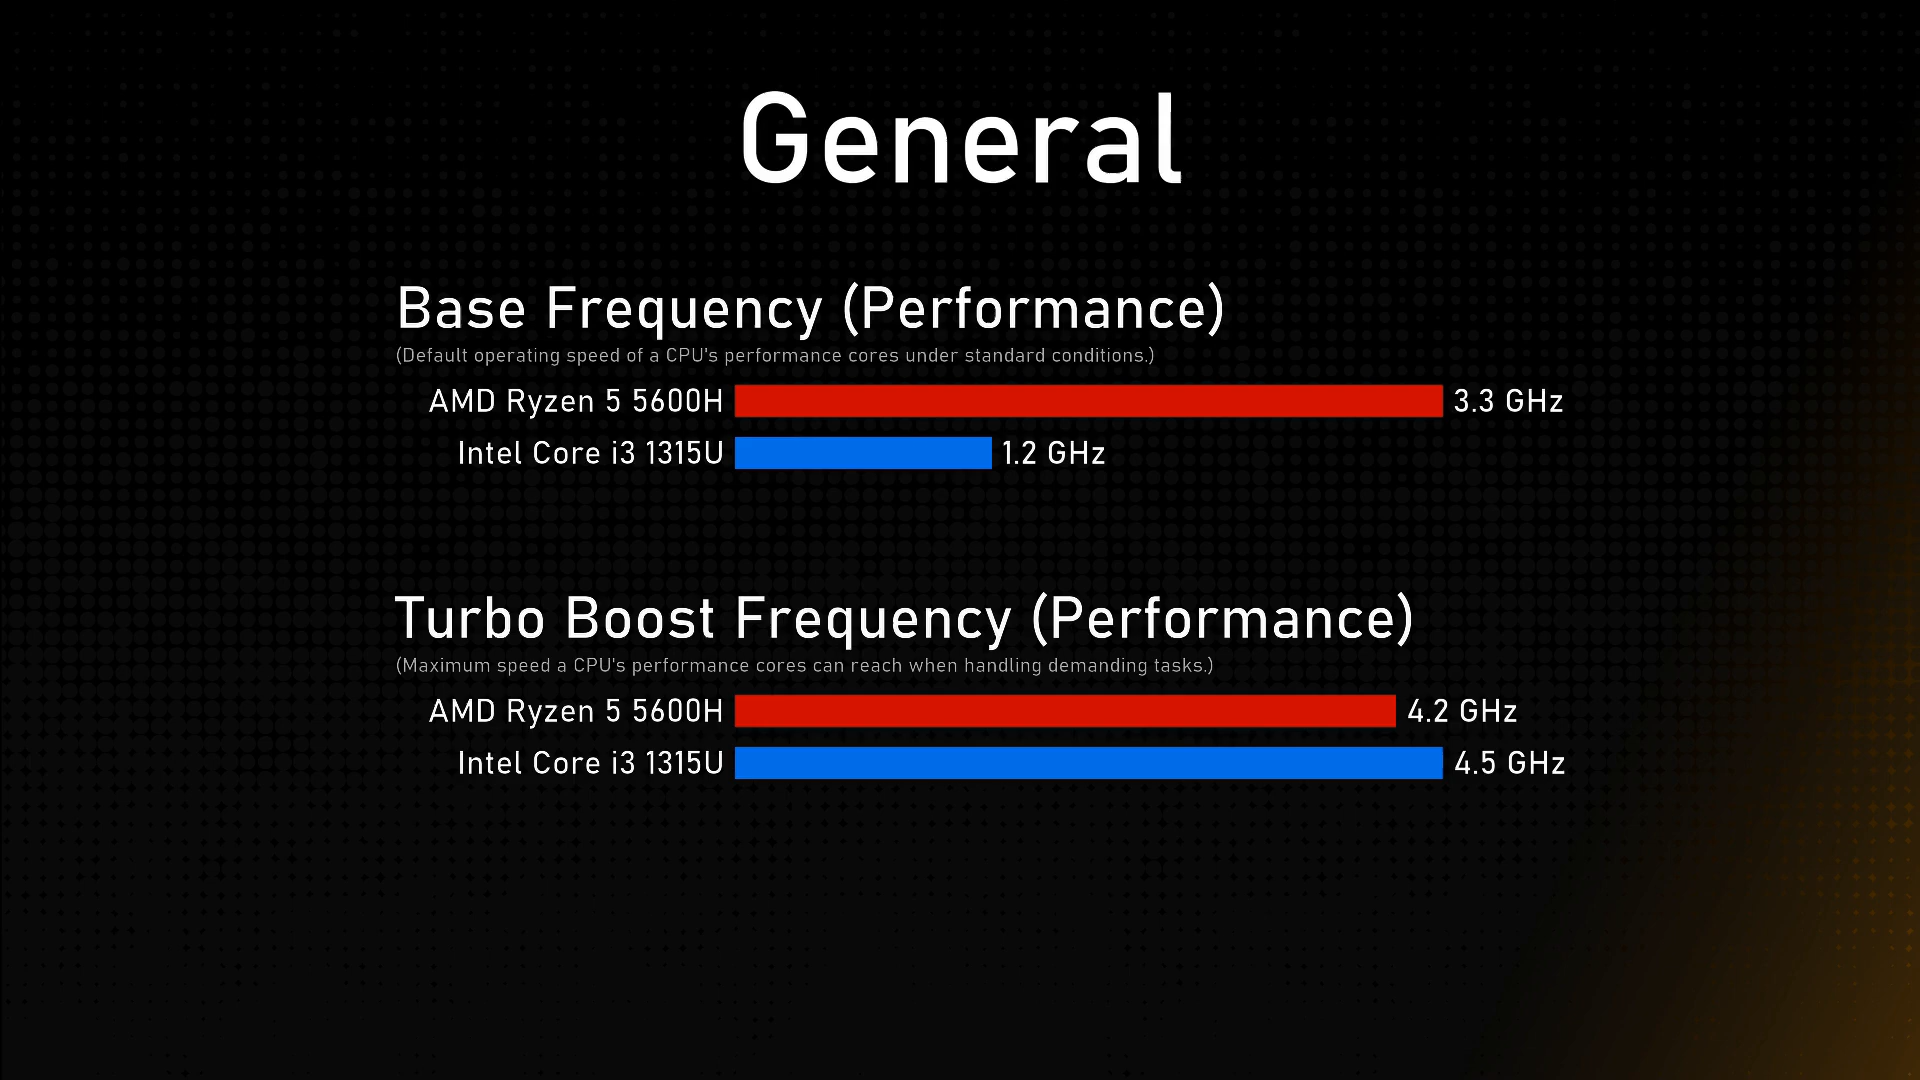 General
Base Frequency (Performance)
(Default operating speed of a CPU's performance cores under standard conditions.)
AMD Ryzen 5 5600H 3.3 GHz
Intel Core i3 1315U 1.2 GHz
Turbo Boost Frequency (Performance)
(Maximum speed a CPU's performance cores can reach when handling demanding tasks.)
AMD Ryzen 5 5600H 4.2 GHz
Intel Core i3 1315U 4.5 GHz